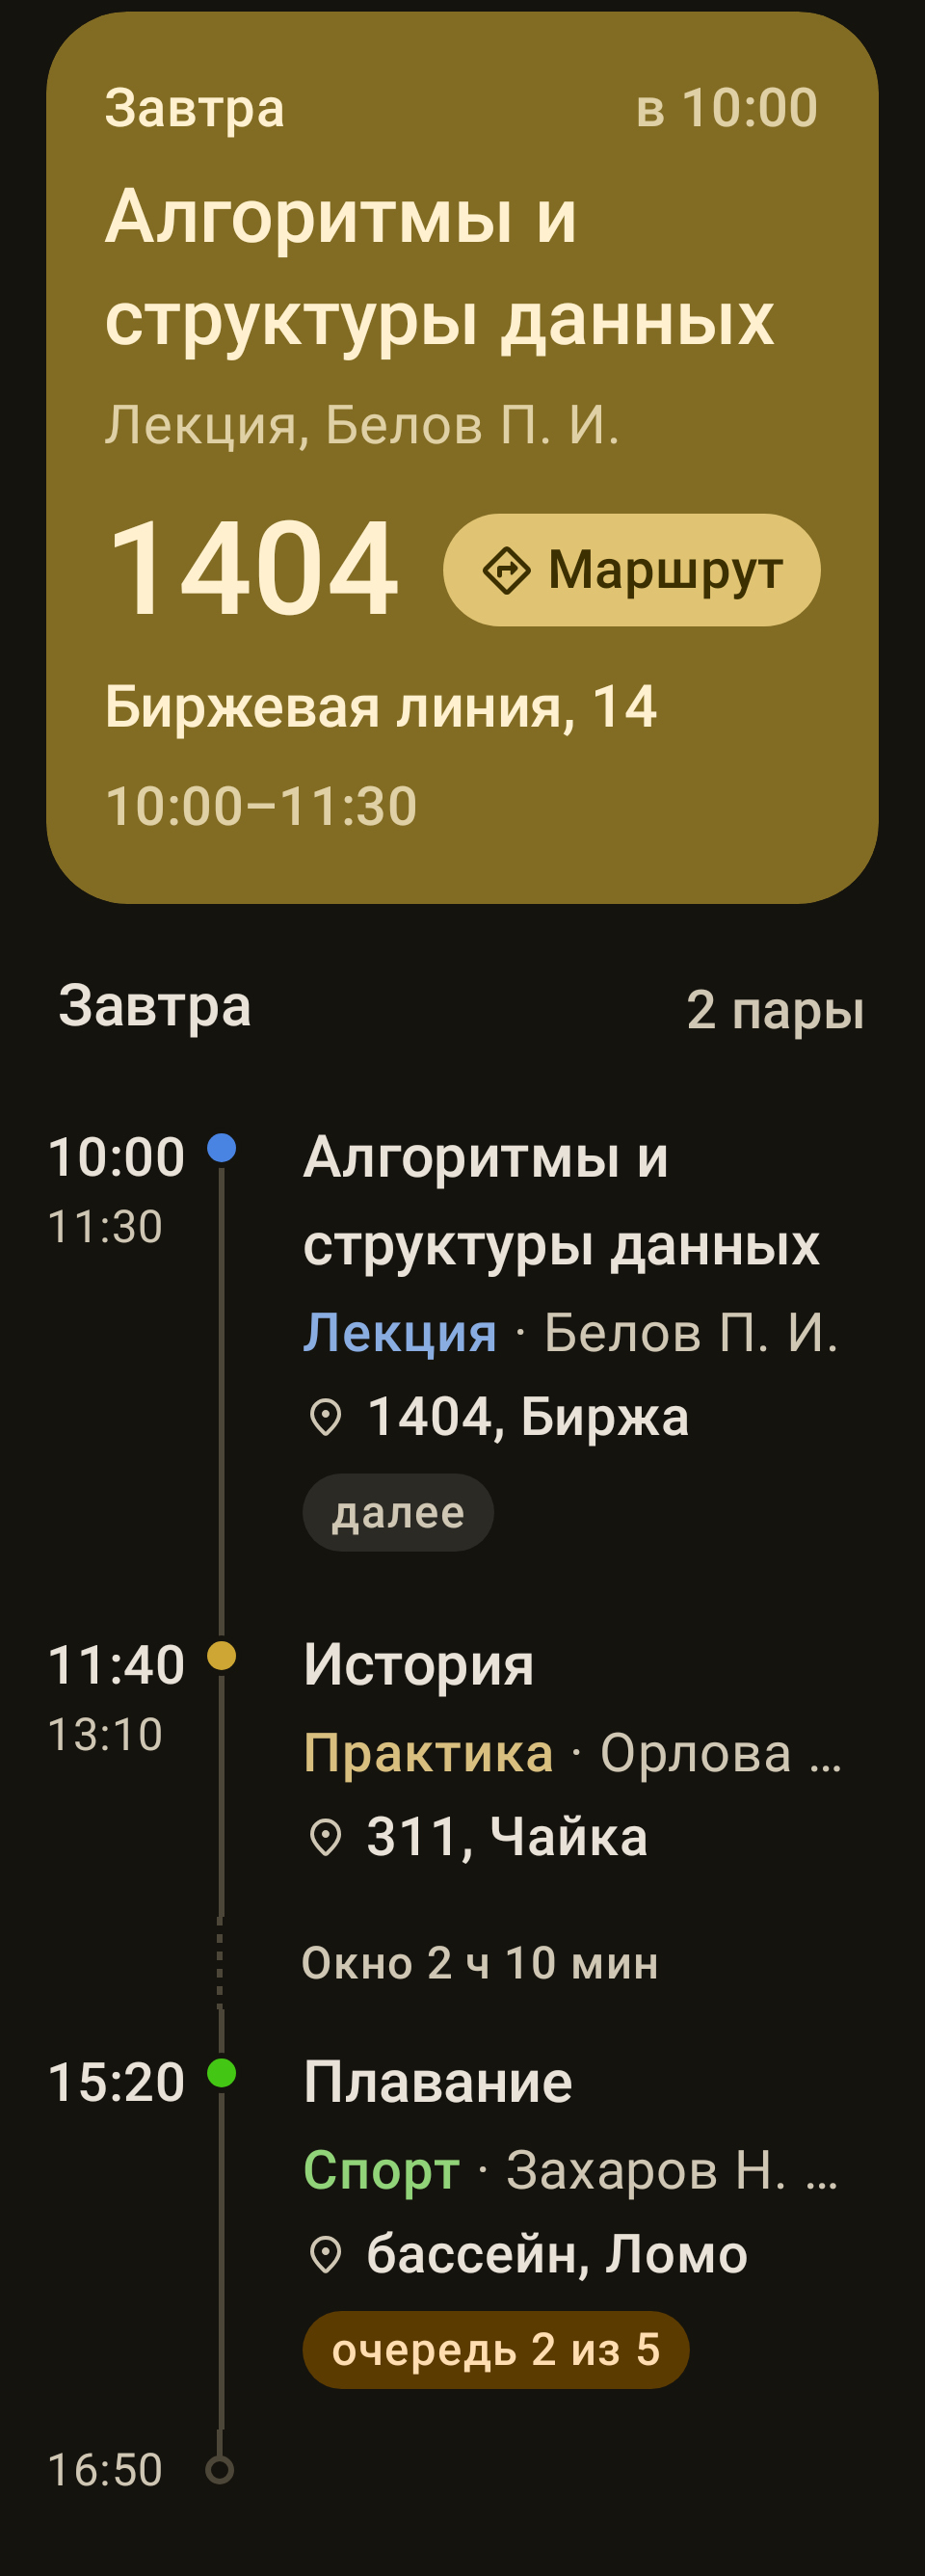 Завтра
в 10:00
Алгоритмы и
структуры данных
Лекция, Белов П. И.
1404
Маршрут
Биржевая линия, 14
10:00–11:30
Завтра
2 пары
10:00
Алгоритмы и
11:30
структуры данных
Лекция · Белов П. И.
1404, Биржа
далее
11:40
История
13:10
Практика · Орлова …
311, Чайка
Окно 2 ч 10 мин
15:20
Плавание
Спорт · Захаров Н. …
бассейн, Ломо
очередь 2 из 5
16:50